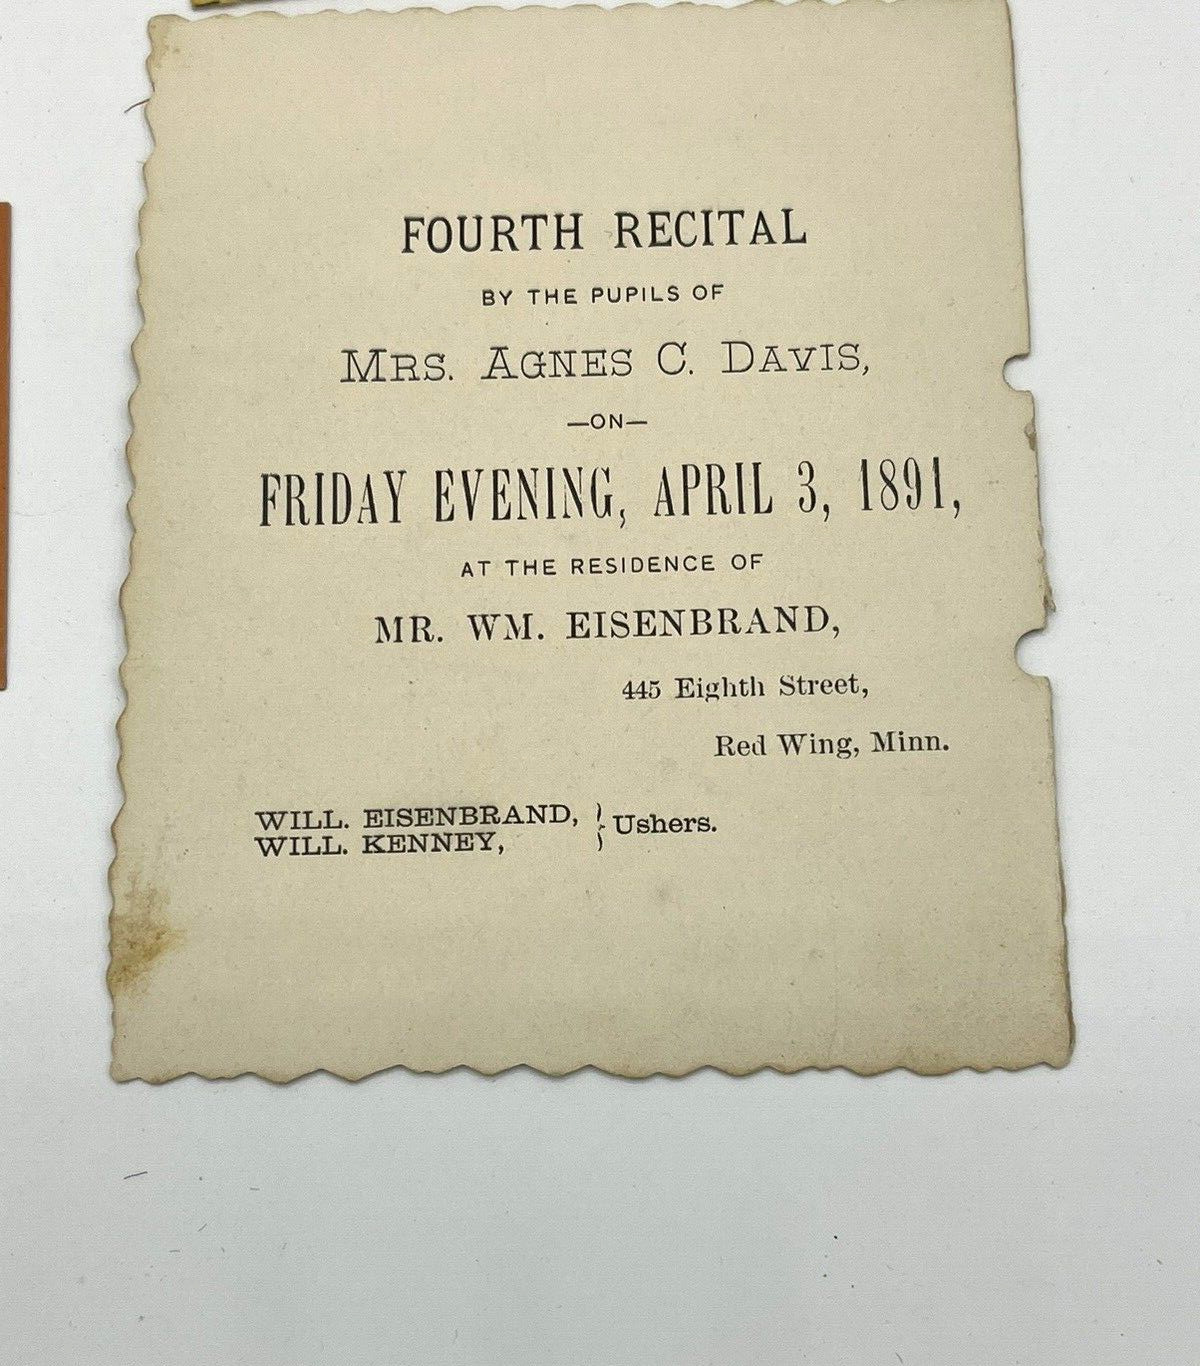 FOURTH RECITAL
BY THE PUPILS OF
MRS. AGNES C. DAVIS,
—ON—
FRIDAY EVENING, APRIL 3, 1891,
AT THE RESIDENCE OF
MR. WM. EISENBRAND,
445 Eighth Street,
Red Wing, Minn.
WILL. EISENBRAND, } Ushers.
WILL. KENNEY,